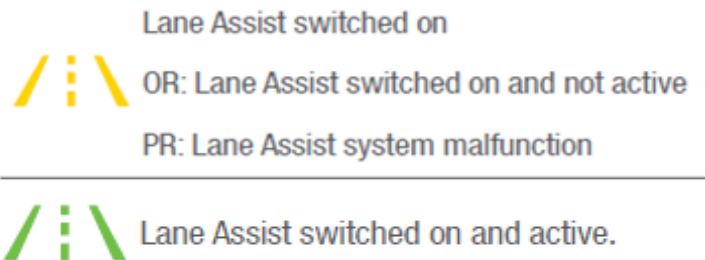 Lane Assist switched on
OR: Lane Assist switched on and not active
PR: Lane Assist system malfunction
Lane Assist switched on and active.